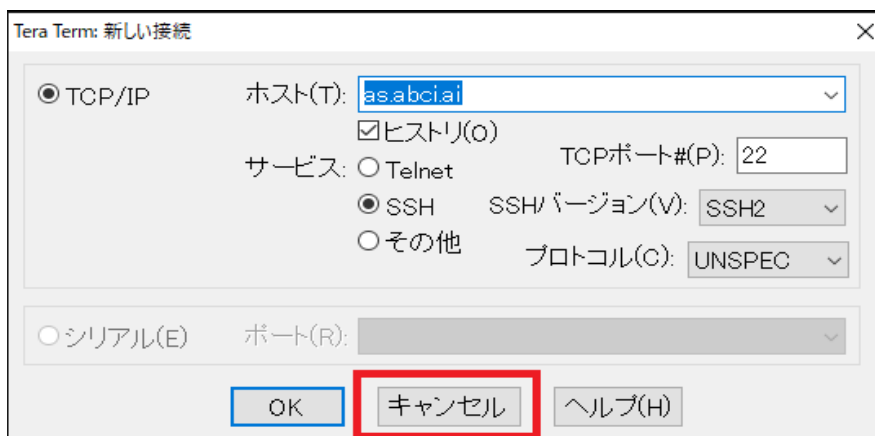 Tera Term: 新しい接続
TCP/IP ホスト(T): as.abci.ai
ヒストリ(O)
サービス: Telnet TCPポート#(P): 22
SSH SSHバージョン(V): SSH2
その他 プロトコル(C): UNSPEC
シリアル(E) ポート(R):
OK キャンセル ヘルプ(H)